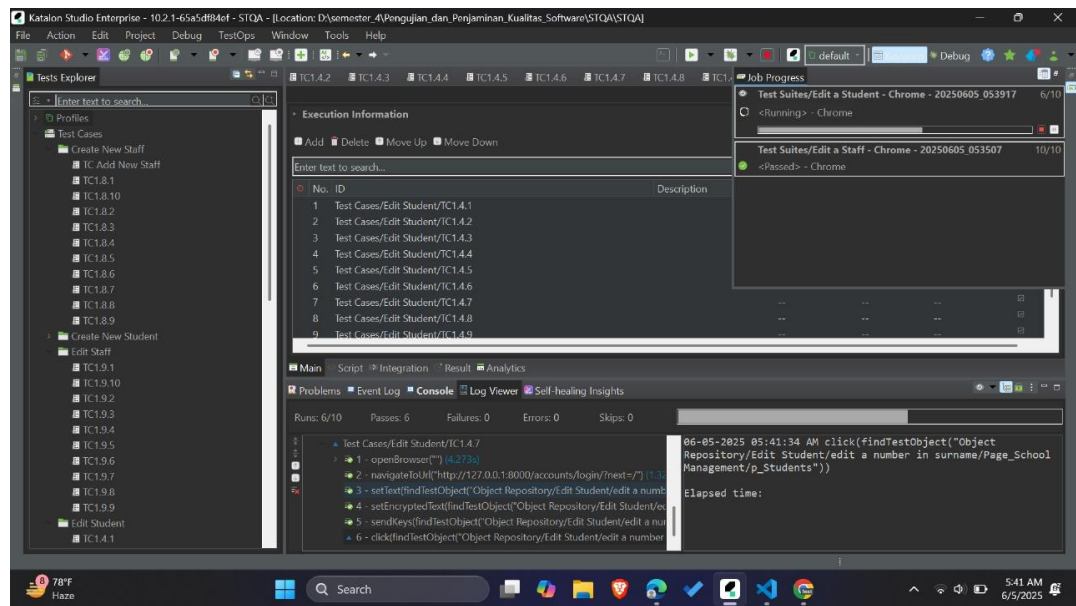 Katalon Studio Enterprise - 10.2.1-65a5df84ef - STQA - [Location: D:\semester_4\Pengujian_dan_Penjaminan_Kualitas_Software\STQA\STQA]
File Action Edit Project Debug TestOps Window Tools Help
default
Debug
Tests Explorer
Enter text to search...
Profiles
Test Cases
Create New Staff
TC Add New Staff
TC1.8.1
TC1.8.10
TC1.8.2
TC1.8.3
TC1.8.4
TC1.8.5
TC1.8.6
TC1.8.7
TC1.8.8
TC1.8.9
Create New Student
Edit Staff
TC1.9.1
TC1.9.10
TC1.9.2
TC1.9.3
TC1.9.4
TC1.9.5
TC1.9.6
TC1.9.7
TC1.9.8
TC1.9.9
Edit Student
TC1.4.1
TC1.4.2 TC1.4.3 TC1.4.4 TC1.4.5 TC1.4.6 TC1.4.7 TC1.4.8 TC1.
Execution Information
Add Delete Move Up Move Down
Enter text to search...
No. ID Description
1 Test Cases/Edit Student/TC1.4.1
2 Test Cases/Edit Student/TC1.4.2
3 Test Cases/Edit Student/TC1.4.3
4 Test Cases/Edit Student/TC1.4.4
5 Test Cases/Edit Student/TC1.4.5
6 Test Cases/Edit Student/TC1.4.6
7 Test Cases/Edit Student/TC1.4.7 -- -- --
8 Test Cases/Edit Student/TC1.4.8 -- -- --
9 Test Cases/Edit Student/TC1.4.9 -- -- --
Job Progress
Test Suites/Edit a Student - Chrome - 20250605_053917 6/10
<Running> - Chrome
Test Suites/Edit a Staff - Chrome - 20250605_053507 10/10
<Passed> - Chrome
Main Script Integration Result Analytics
Problems Event Log Console Log Viewer Self-healing Insights
Runs: 6/10 Passes: 6 Failures: 0 Errors: 0 Skips: 0
Test Cases/Edit Student/TC1.4.7
1 - openBrowser("") (4.273s)
2 - navigateToUrl("http://127.0.0.1:8000/accounts/login/?next=/") (1.32
3 - setText(findTestObject("Object Repository/Edit Student/edit a numb
4 - setEncryptedText(findTestObject("Object Repository/Edit Student/ec
5 - sendKeys(findTestObject("Object Repository/Edit Student/edit a nur
6 - click(findTestObject("Object Repository/Edit Student/edit a number
06-05-2025 05:41:34 AM click(findTestObject("Object
Repository/Edit Student/edit a number in surname/Page_School
Management/p_Students"))
Elapsed time:
8
78°F
Haze
Search
5:41 AM
6/5/2025